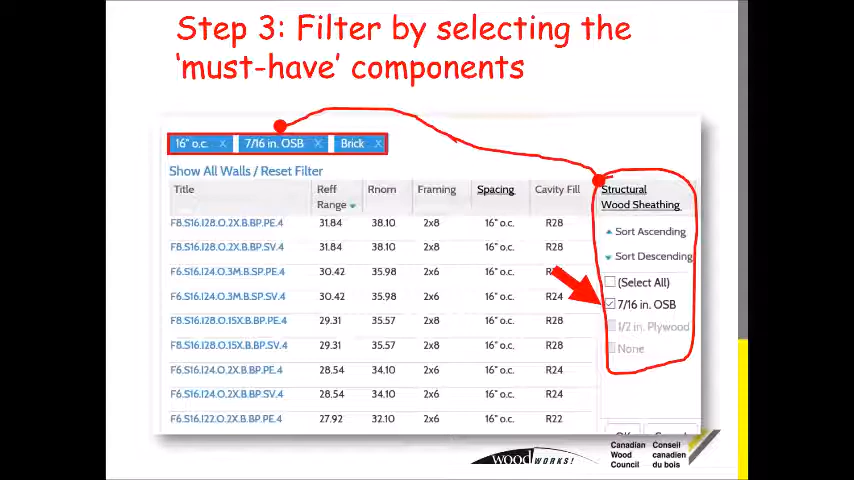 Step 3: Filter by selecting the
'must-have' components
16" o.c. X 7/16 in. OSB X Brick X
Show All Walls / Reset Filter
Title Reff Range Rnom Framing Spacing Cavity Fill Structural Wood Sheathing
F8.S16.I28.O.2X.B.BP.PE.4 31.84 38.10 2x8 16" o.c. R28
F8.S16.I28.O.2X.B.BP.SV.4 31.84 38.10 2x8 16" o.c. R28
F6.S16.I24.O.3M.B.SP.PE.4 30.42 35.98 2x6 16" o.c.
F6.S16.I24.O.3M.B.SP.SV.4 30.42 35.98 2x6 16" o.c. R24
F8.S16.I28.O.15X.B.BP.PE.4 29.31 35.57 2x8 16" o.c. R28
F8.S16.I28.O.15X.B.BP.SV.4 29.31 35.57 2x8 16" o.c. R28
F6.S16.I24.O.2X.B.BP.PE.4 28.54 34.10 2x6 16" o.c. R24
F6.S16.I24.O.2X.B.BP.SV.4 28.54 34.10 2x6 16" o.c. R24
F6.S16.I22.O.2X.B.BP.PE.4 27.92 32.10 2x6 16" o.c. R22
Sort Ascending
Sort Descending
(Select All)
7/16 in. OSB
1/2 in. Plywood
None
wood WORKS!
Canadian
Wood
Council
Conseil
canadien
du bois